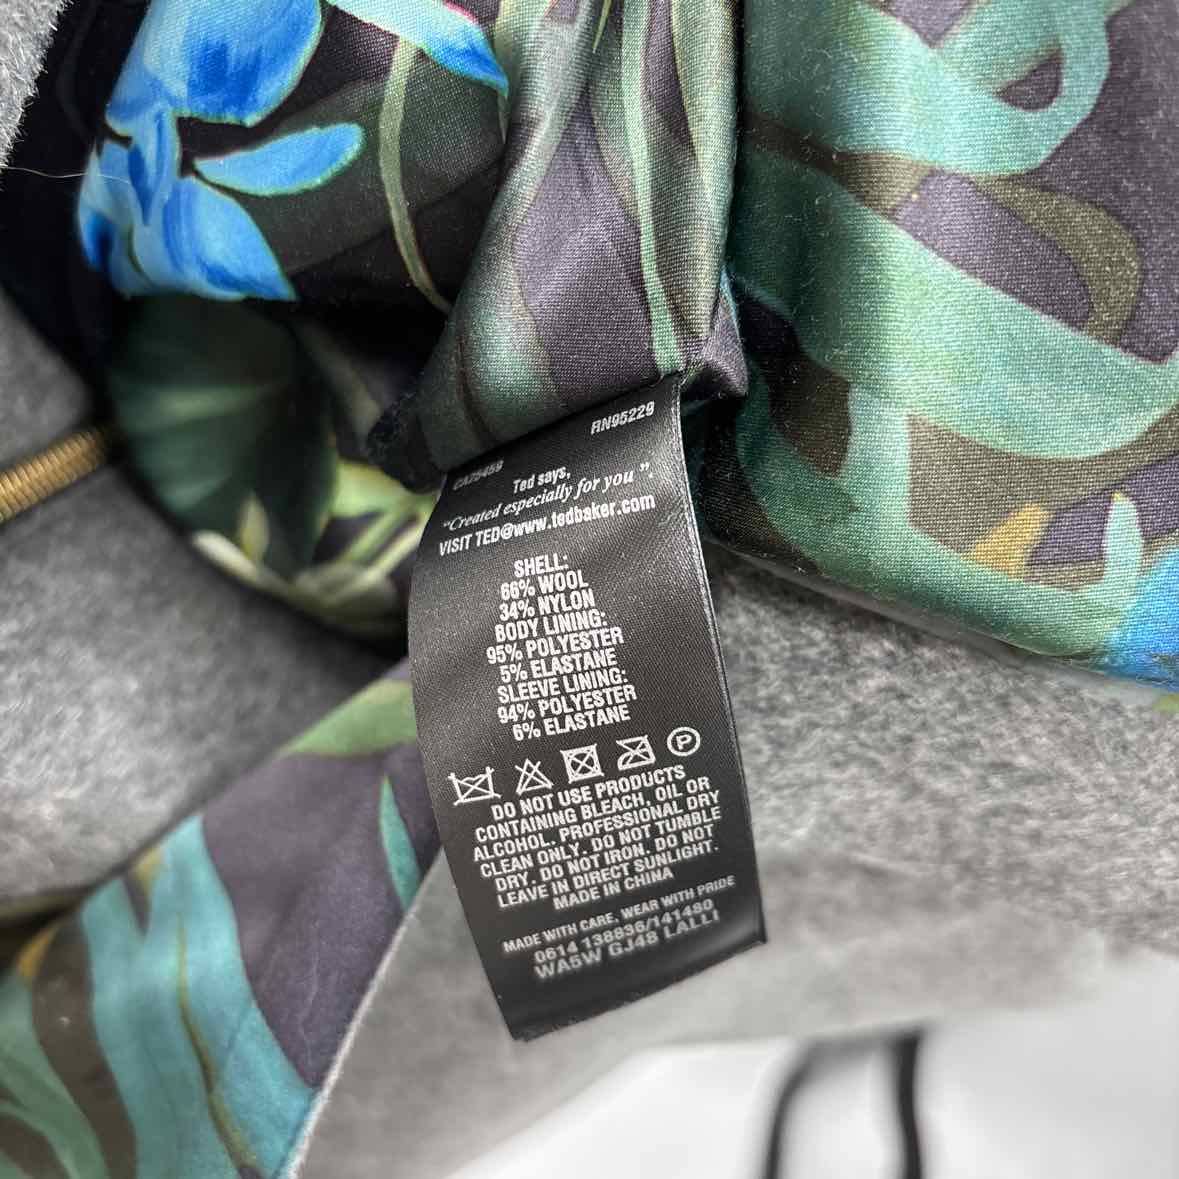 RN95229
CA25459
Ted says,
"Created especially for you".
VISIT TED@www.tedbaker.com
SHELL:
66% WOOL
34% NYLON
BODY LINING:
95% POLYESTER
5% ELASTANE
SLEEVE LINING:
94% POLYESTER
6% ELASTANE
P
DO NOT USE PRODUCTS
CONTAINING BLEACH, OIL OR
ALCOHOL. PROFESSIONAL DRY
CLEAN ONLY. DO NOT TUMBLE
DRY. DO NOT IRON. DO NOT
LEAVE IN DIRECT SUNLIGHT.
MADE IN CHINA
MADE WITH CARE, WEAR WITH PRIDE
0614 138836/141480
WA5W GJ48 LALLI